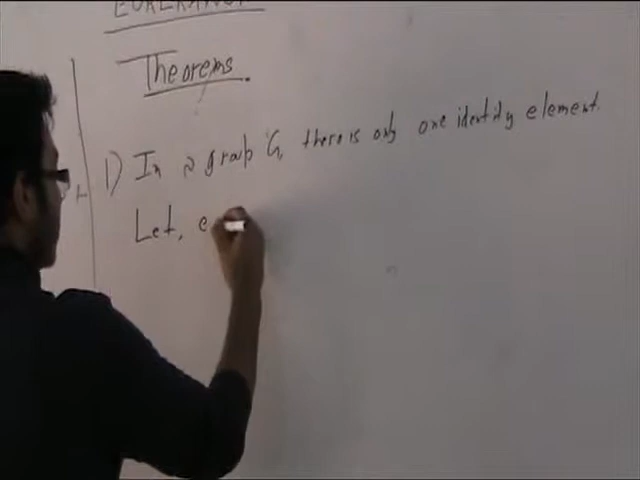 Theorems.
1) In a group G, there is only one identity element.
Let, e